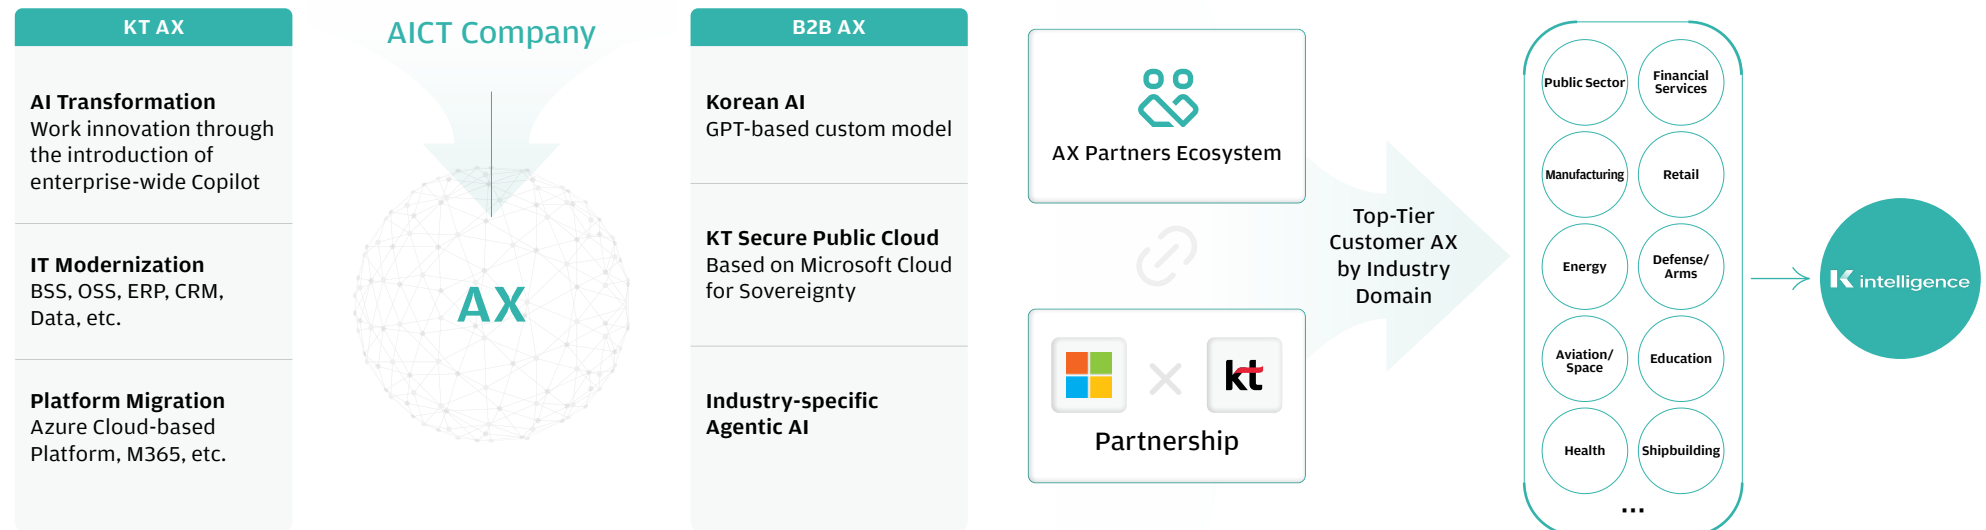 KT AX
AI Transformation
Work innovation through
the introduction of
enterprise-wide Copilot
IT Modernization
BSS, OSS, ERP, CRM,
Data, etc.
Platform Migration
Azure Cloud-based
Platform, M365, etc.
AICT Company
AX
B2B AX
Korean AI
GPT-based custom model
KT Secure Public Cloud
Based on Microsoft Cloud
for Sovereignty
Industry-specific
Agentic AI
AX Partners Ecosystem
kt
Partnership
Top-Tier
Customer AX
by Industry
Domain
Public Sector
Financial
Services
Manufacturing
Retail
Energy
Defense/
Arms
Aviation/
Space
Education
Health
Shipbuilding
...
K intelligence